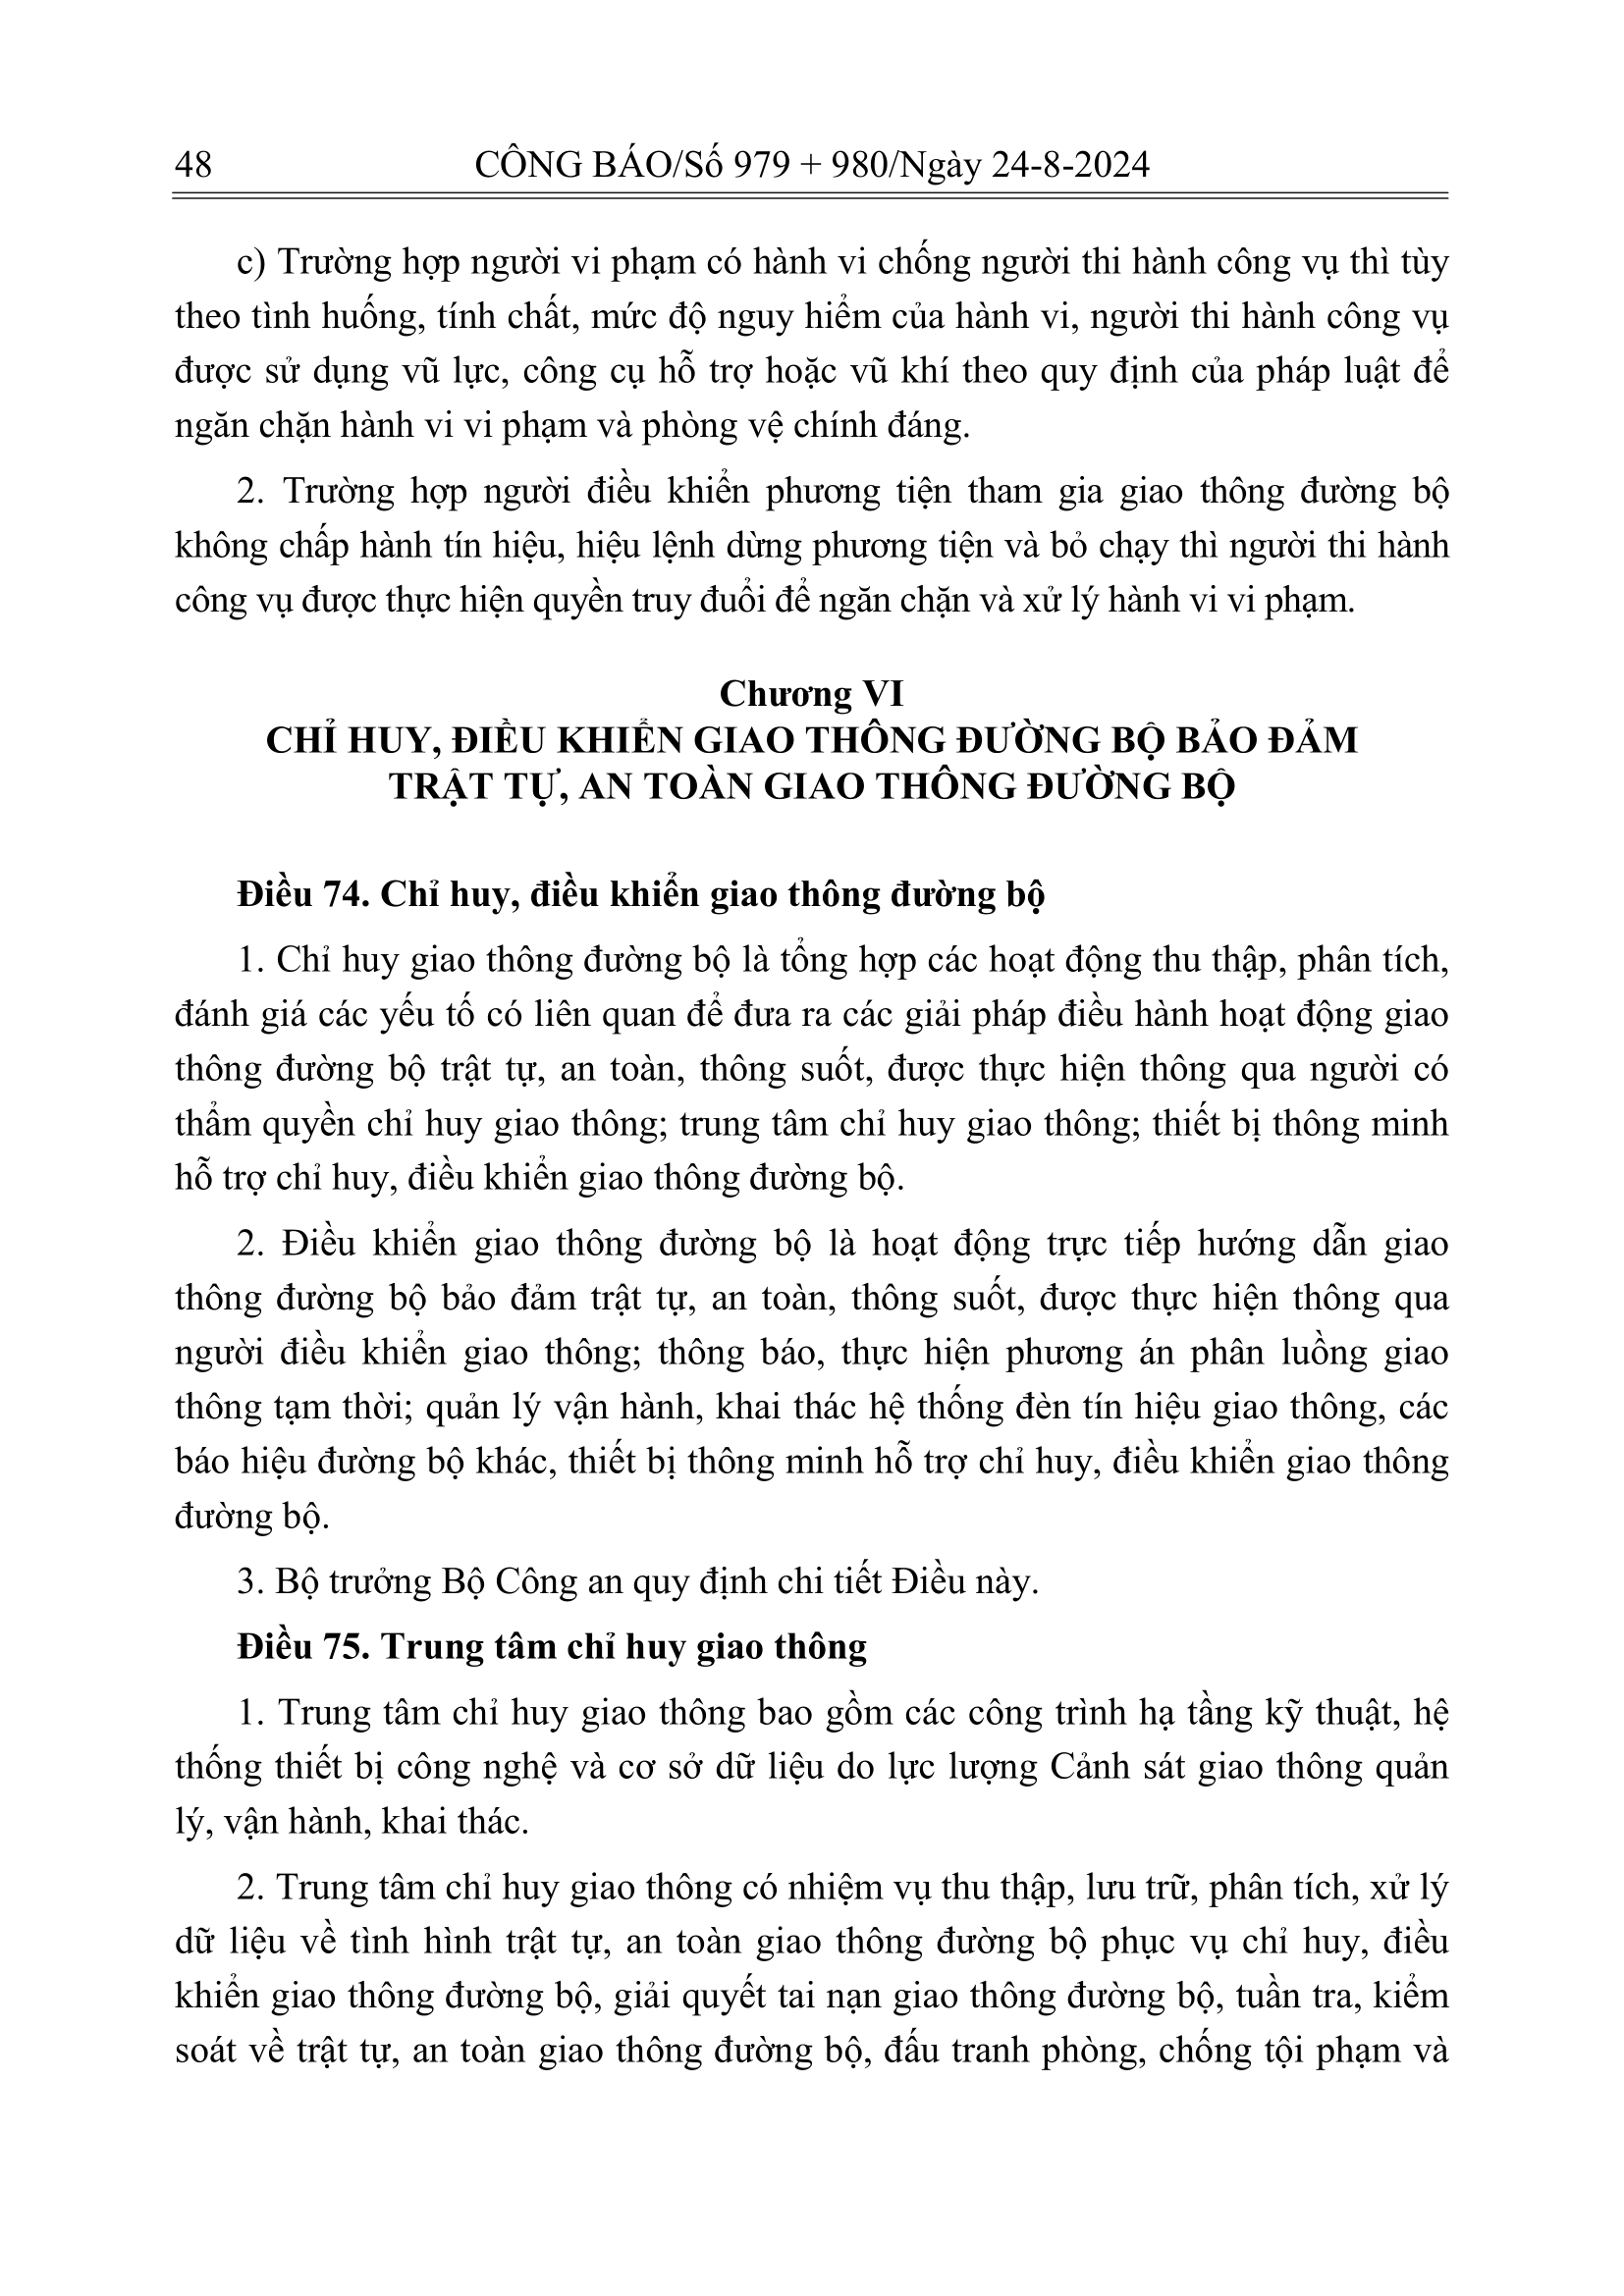 48 CÔNG BÁO/Số 979 + 980/Ngày 24-8-2024
c) Trường hợp người vi phạm có hành vi chống người thi hành công vụ thì tùy
theo tình huống, tính chất, mức độ nguy hiểm của hành vi, người thi hành công vụ
được sử dụng vũ lực, công cụ hỗ trợ hoặc vũ khí theo quy định của pháp luật để
ngăn chặn hành vi vi phạm và phòng vệ chính đáng.
2. Trường hợp người điều khiển phương tiện tham gia giao thông đường bộ
không chấp hành tín hiệu, hiệu lệnh dừng phương tiện và bỏ chạy thì người thi hành
công vụ được thực hiện quyền truy đuổi để ngăn chặn và xử lý hành vi vi phạm.
Chương VI
CHỈ HUY, ĐIỀU KHIỂN GIAO THÔNG ĐƯỜNG BỘ BẢO ĐẢM
TRẬT TỰ, AN TOÀN GIAO THÔNG ĐƯỜNG BỘ
Điều 74. Chỉ huy, điều khiển giao thông đường bộ
1. Chỉ huy giao thông đường bộ là tổng hợp các hoạt động thu thập, phân tích,
đánh giá các yếu tố có liên quan để đưa ra các giải pháp điều hành hoạt động giao
thông đường bộ trật tự, an toàn, thông suốt, được thực hiện thông qua người có
thẩm quyền chỉ huy giao thông; trung tâm chỉ huy giao thông; thiết bị thông minh
hỗ trợ chỉ huy, điều khiển giao thông đường bộ.
2. Điều khiển giao thông đường bộ là hoạt động trực tiếp hướng dẫn giao
thông đường bộ bảo đảm trật tự, an toàn, thông suốt, được thực hiện thông qua
người điều khiển giao thông; thông báo, thực hiện phương án phân luồng giao
thông tạm thời; quản lý vận hành, khai thác hệ thống đèn tín hiệu giao thông, các
báo hiệu đường bộ khác, thiết bị thông minh hỗ trợ chỉ huy, điều khiển giao thông
đường bộ.
3. Bộ trưởng Bộ Công an quy định chi tiết Điều này.
Điều 75. Trung tâm chỉ huy giao thông
1. Trung tâm chỉ huy giao thông bao gồm các công trình hạ tầng kỹ thuật, hệ
thống thiết bị công nghệ và cơ sở dữ liệu do lực lượng Cảnh sát giao thông quản
lý, vận hành, khai thác.
2. Trung tâm chỉ huy giao thông có nhiệm vụ thu thập, lưu trữ, phân tích, xử lý
dữ liệu về tình hình trật tự, an toàn giao thông đường bộ phục vụ chỉ huy, điều
khiển giao thông đường bộ, giải quyết tai nạn giao thông đường bộ, tuần tra, kiểm
soát về trật tự, an toàn giao thông đường bộ, đấu tranh phòng, chống tội phạm và